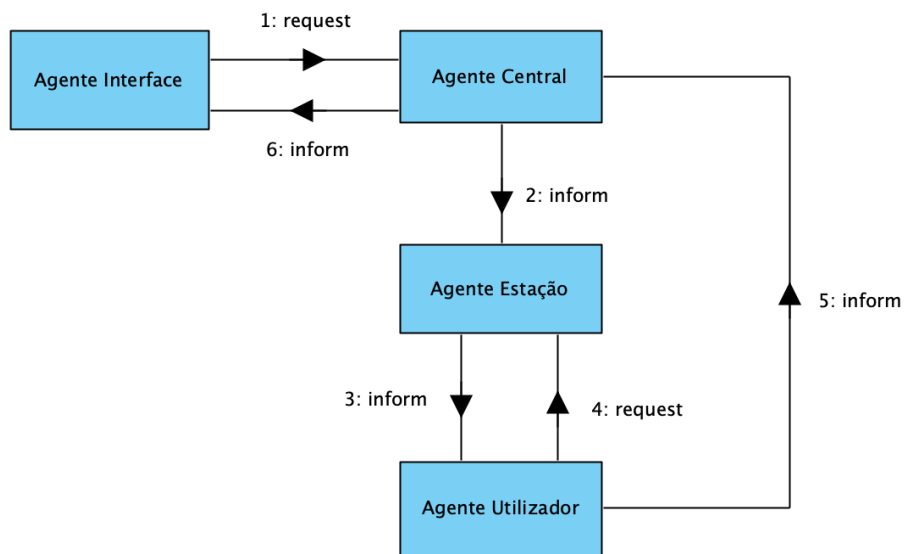 1: request
Agente Interface
Agente Central
6: inform
2: inform
Agente Estação
5: inform
3: inform
4: request
Agente Utilizador